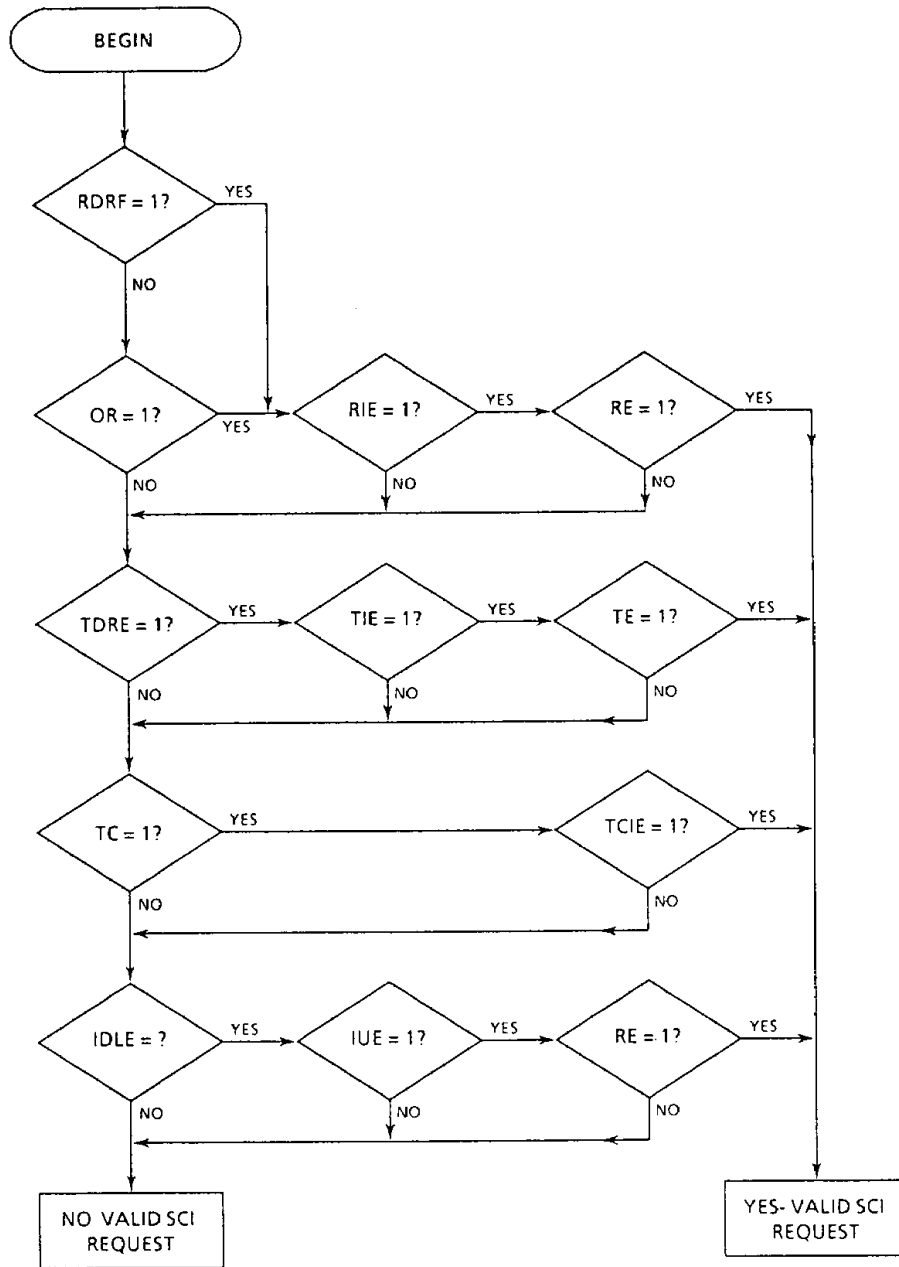 BEGIN
RDRF = 1?
YES
NO
OR = 1?
YES
RIE = 1?
YES
RE = 1?
YES
NO
NO
NO
TDRE = 1?
YES
TIE = 1?
YES
TE = 1?
YES
NO
NO
NO
TC = 1?
YES
TCIE = 1?
YES
NO
NO
IDLE = ?
YES
IUE = 1?
YES
RE = 1?
YES
NO
NO
NO
NO VALID SCI
REQUEST
YES- VALID SCI
REQUEST